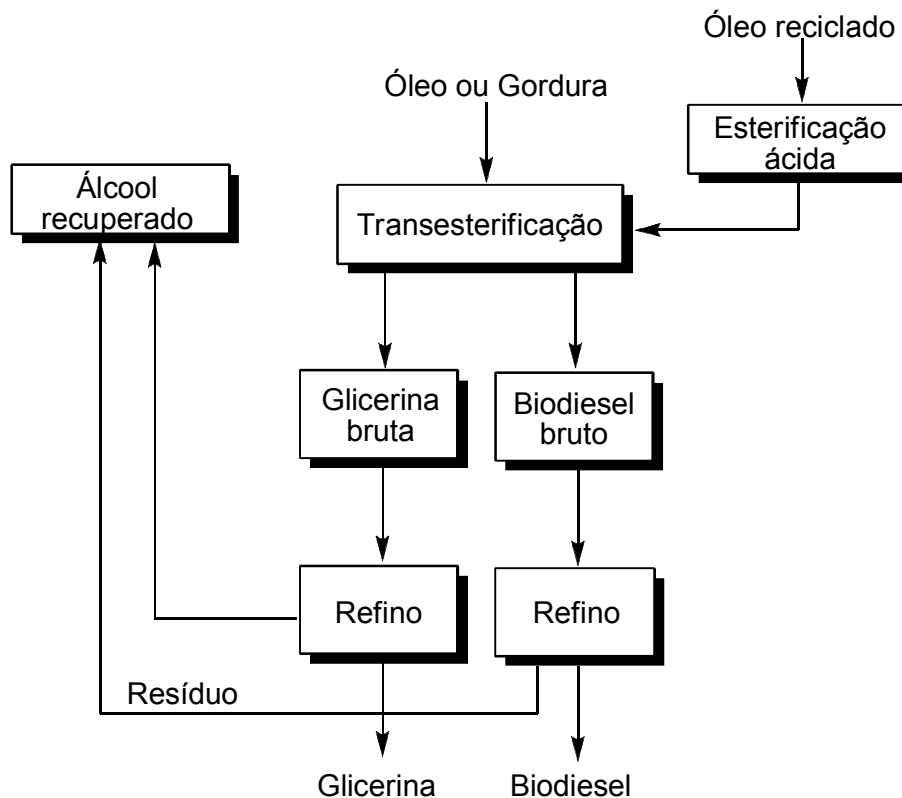 Óleo reciclado
Óleo ou Gordura
Esterificação
ácida
Álcool
recuperado
Transesterificação
Glicerina
bruta
Biodiesel
bruto
Refino
Refino
Resíduo
Glicerina
Biodiesel